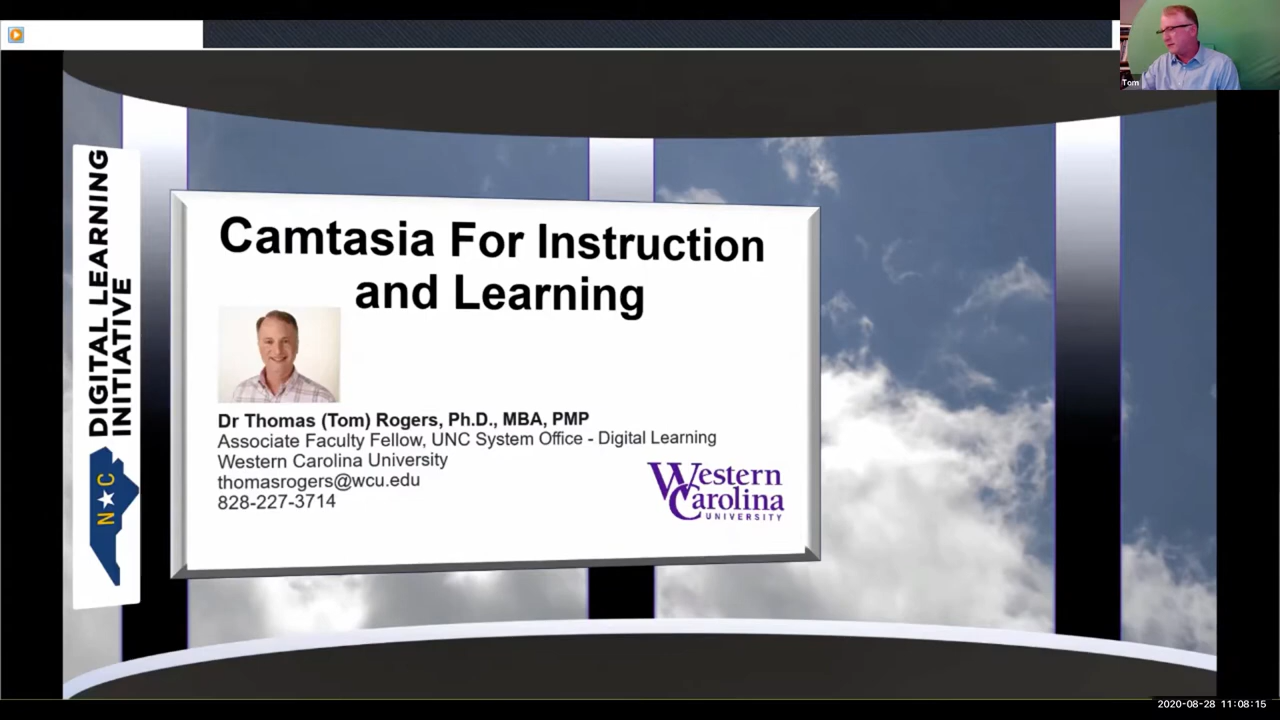 Tom
DIGITAL LEARNING
INITIATIVE
N C
Camtasia For Instruction
and Learning
Dr Thomas (Tom) Rogers, Ph.D., MBA, PMP
Associate Faculty Fellow, UNC System Office - Digital Learning
Western Carolina University
thomasrogers@wcu.edu
828-227-3714
Western
Carolina
UNIVERSITY
2020-08-28 11:08:15